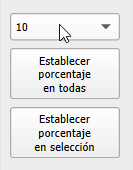 10
Establecer
porcentaje
en todas
Establecer
porcentaje
en selección